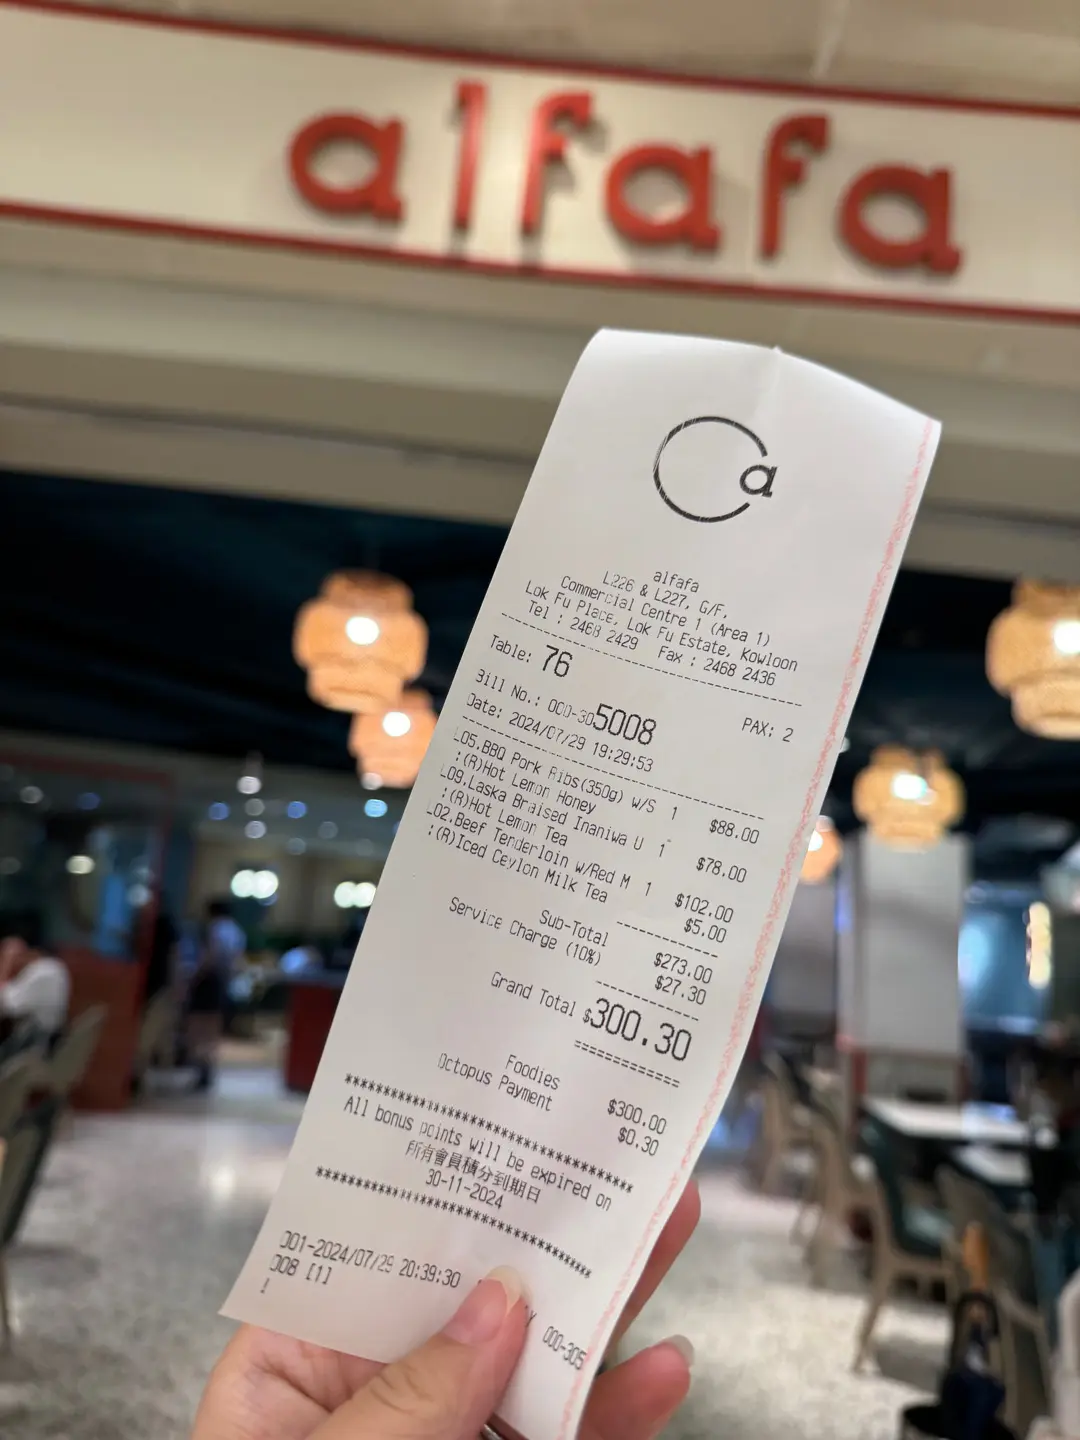 alfafa
a
alfafa
L226 & L227, G/F,
Commercial Centre 1 (Area 1)
Lok Fu Place, Lok Fu Estate, Kowloon
Tel : 2468 2429 Fax : 2468 2436
Table: 76
PAX: 2
Bill No.: 000-305008
Date: 2024/07/29 19:29:53
L05.BBQ Pork Ribs(350g) W/S 1 $88.00
:(R)Hot Lemon Honey
L09.Laska Braised Inaniwa U 1 $78.00
:(R)Hot Lemon Tea
L02.Beef Tenderloin w/Red M 1 $102.00
:(R)Iced Ceylon Milk Tea $5.00
Sub-Total $273.00
Service Charge (10%) $27.30
Grand Total $300.30
Foodies $300.00
Octopus Payment $0.30
************************************
All bonus points will be expired on
所有會員積分到期日
30-11-2024
************************************
001-2024/07/29 20:39:30
000-305
008 [1]
!